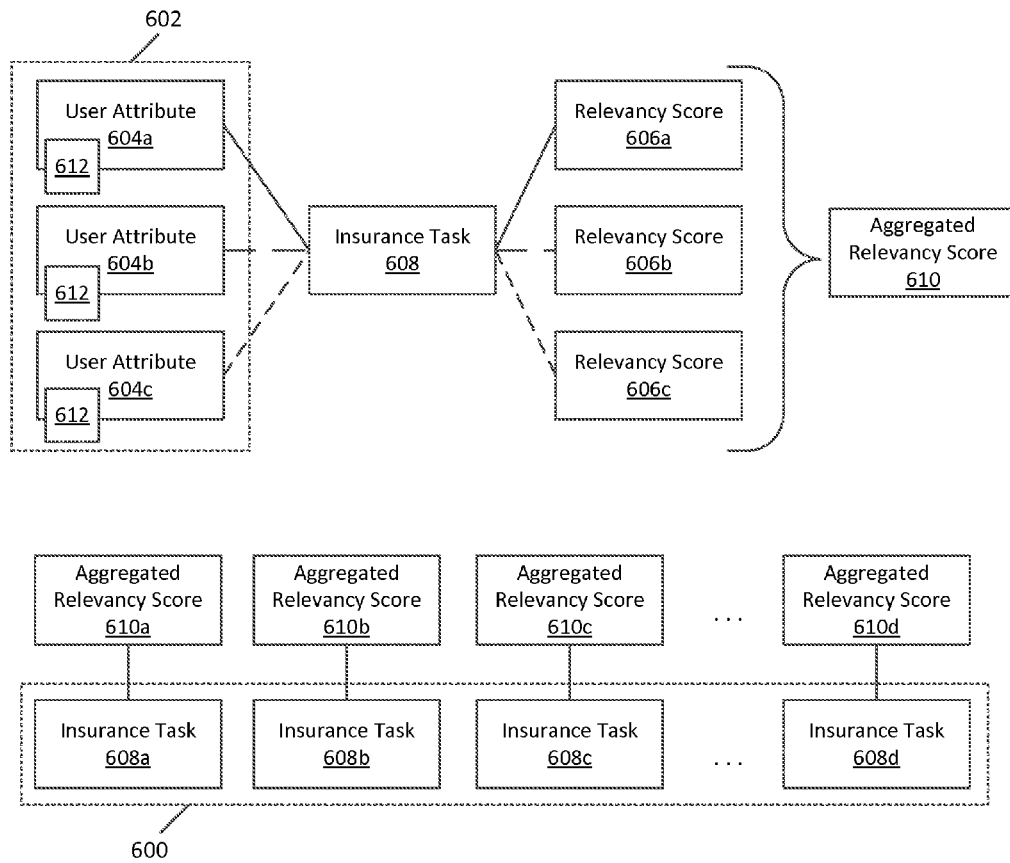 602
User Attribute
604a
612
User Attribute
604b
612
User Attribute
604c
612
Insurance Task
608
Relevancy Score
606a
Relevancy Score
606b
Relevancy Score
606c
Aggregated
Relevancy Score
610
Aggregated
Relevancy Score
610a
Aggregated
Relevancy Score
610b
Aggregated
Relevancy Score
610c
. . .
Aggregated
Relevancy Score
610d
Insurance Task
608a
Insurance Task
608b
Insurance Task
608c
. . .
Insurance Task
608d
600